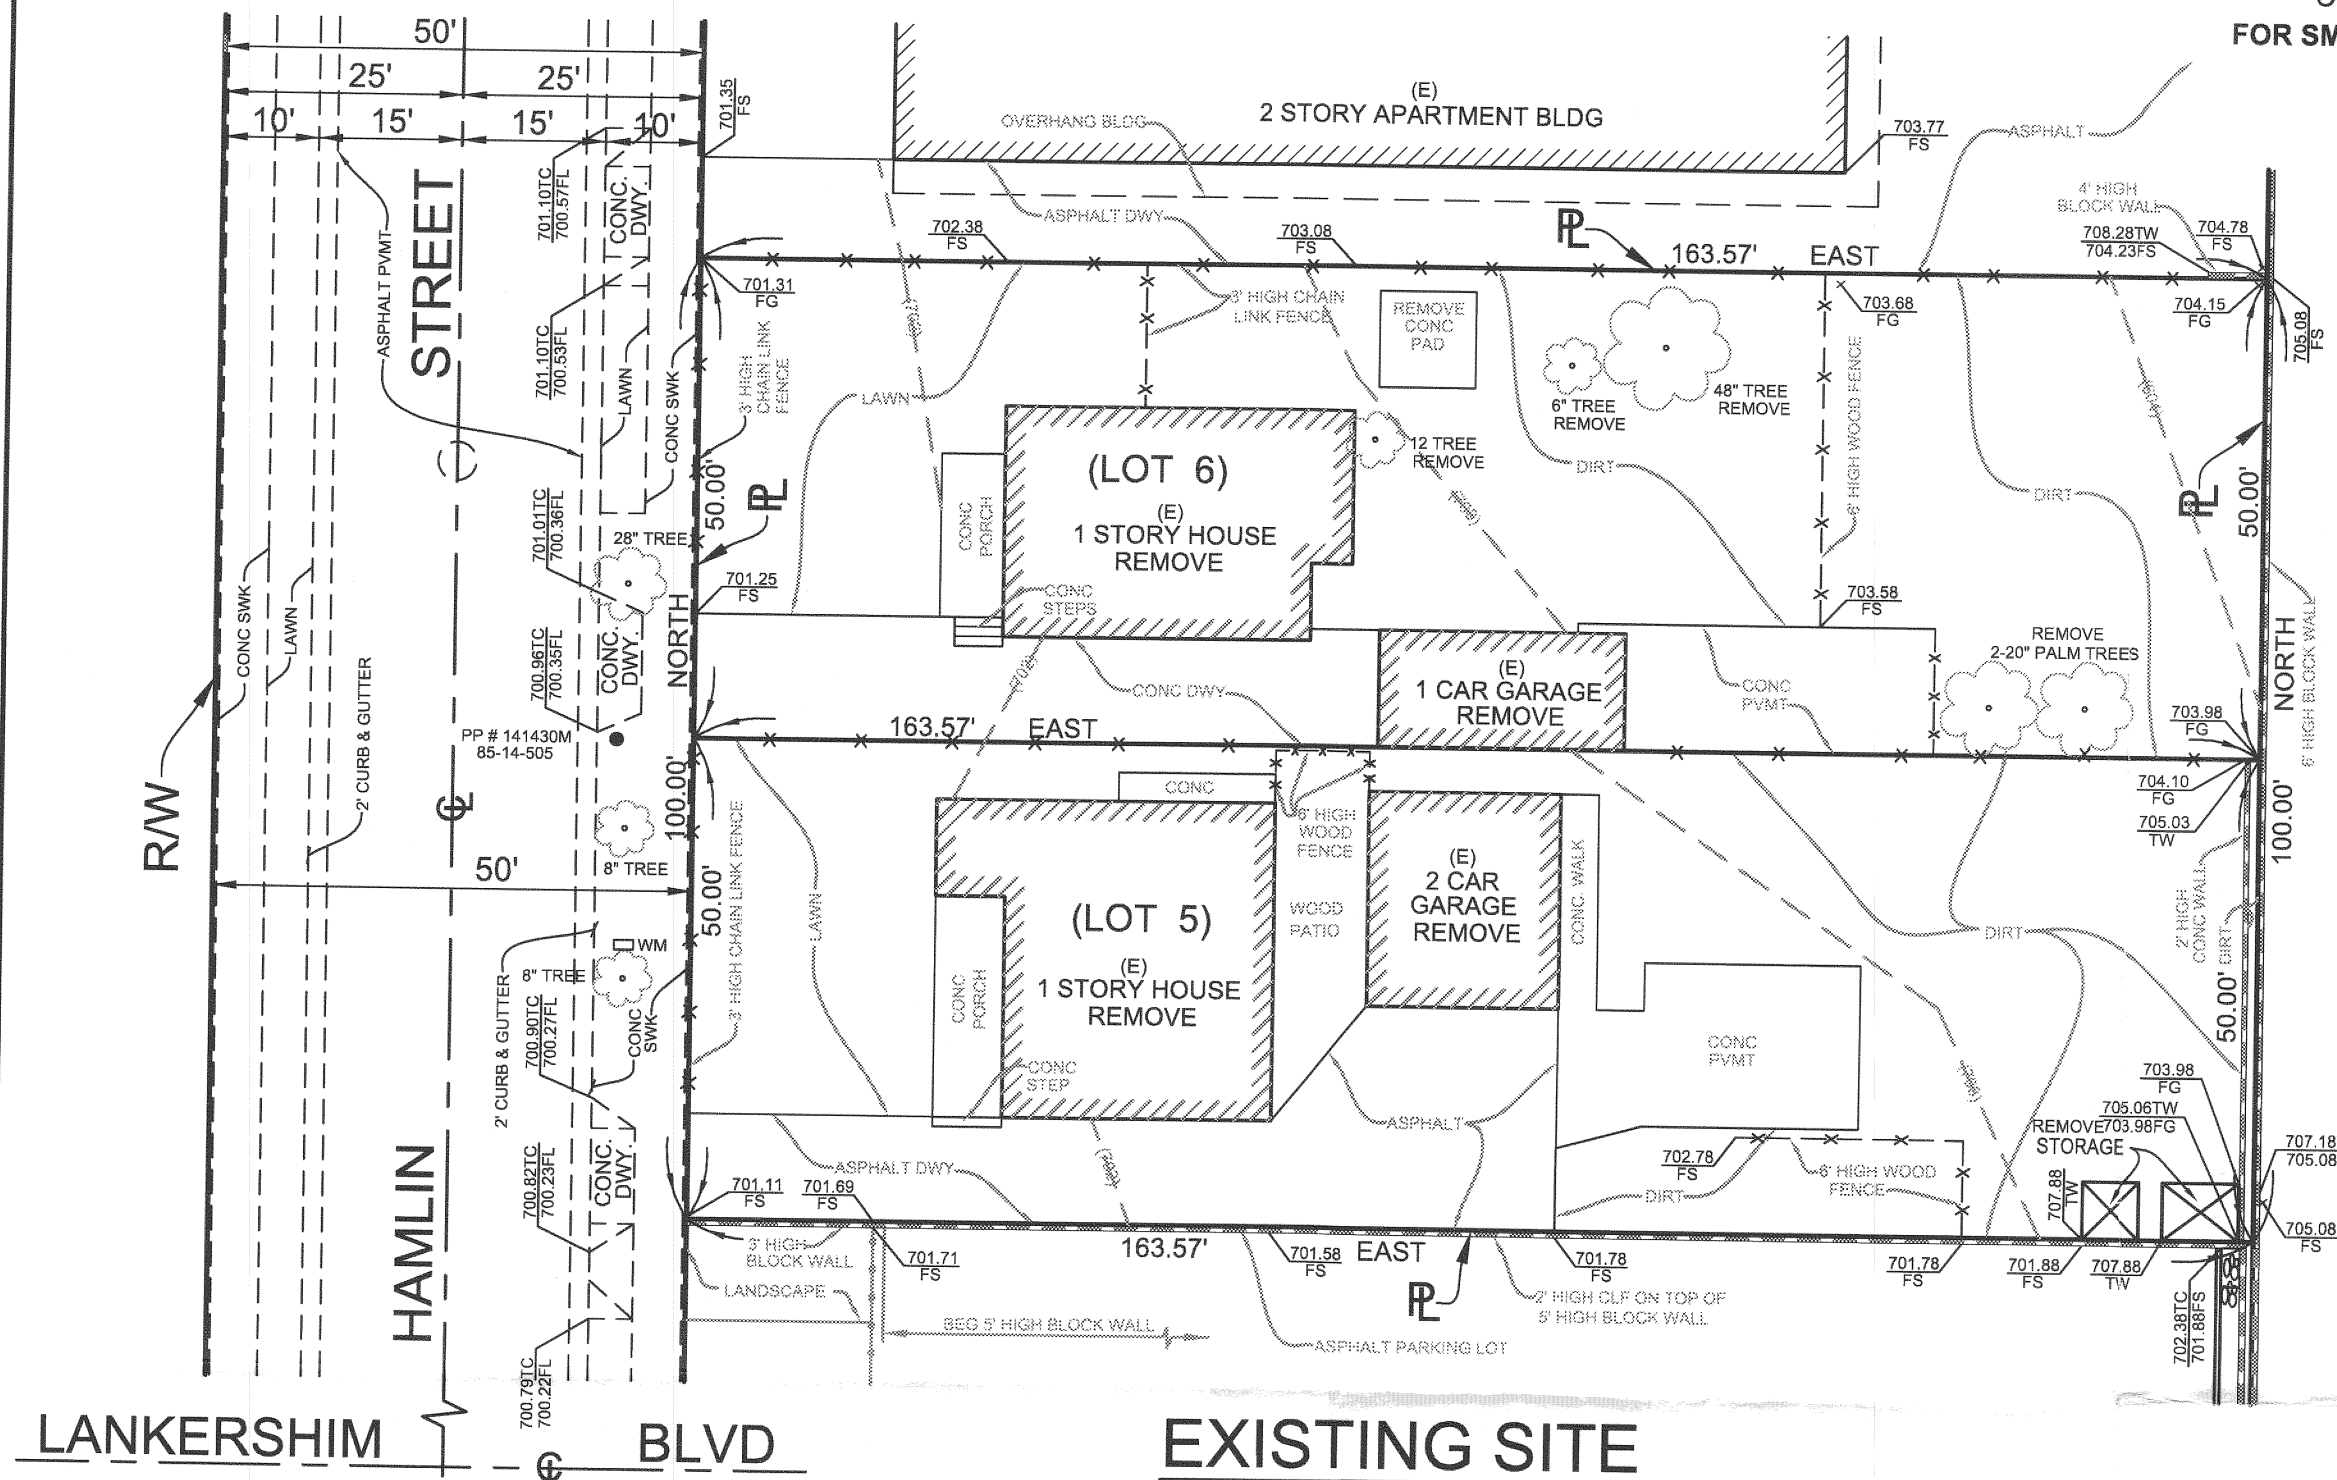 FOR SM
50'
25'
25'
10'
15'
15'
10'
701.35
FS
(E)
2 STORY APARTMENT BLDG
OVERHANG BLDG
703.77
FS
ASPHALT
STREET
701.10TC
700.57FL
CONC.
DWY.
ASPHALT PVMT
ASPHALT DWY
702.38
FS
703.08
FS
PL
163.57'
EAST
4' HIGH
BLOCK WALL
708.28TW
704.23FS
704.78
FS
701.31
FG
3' HIGH CHAIN
LINK FENCE
REMOVE
CONC
PAD
703.68
FG
704.15
FG
705.08
FS
701.10TC
700.53FL
LAWN
CONC SWK
3' HIGH
CHAIN LINK
FENCE
LAWN
6" TREE
REMOVE
48" TREE
REMOVE
6' HIGH WOOD FENCE
12 TREE
REMOVE
DIRT
DIRT
(LOT 6)
(E)
1 STORY HOUSE
REMOVE
CONC
PORCH
50.00'
PL
PL
50.00'
701.01TC
700.36FL
28" TREE
701.25
FS
CONC
STEPS
703.58
FS
CONC SWK
LAWN
2' CURB & GUTTER
700.96TC
700.35FL
CONC.
DWY.
NORTH
CONC DWY
(E)
1 CAR GARAGE
REMOVE
CONC
PVMT
REMOVE
2-20" PALM TREES
NORTH
6' HIGH BLOCK WALL
703.98
FG
PP # 141430M
85-14-505
163.57'
EAST
R/W
CL
100.00'
CONC
6' HIGH
WOOD
FENCE
704.10
FG
705.03
TW
100.00'
8" TREE
50'
3' HIGH CHAIN LINK FENCE
50.00'
LAWN
(LOT 5)
(E)
1 STORY HOUSE
REMOVE
WOOD
PATIO
(E)
2 CAR
GARAGE
REMOVE
CONC. WALK
DIRT
2' HIGH
CONC WALL
DIRT
50.00'
WM
8" TREE
2' CURB & GUTTER
700.90TC
700.27FL
CONC
SWK
CONC
PORCH
CONC
STEP
CONC
PVMT
703.98
FG
705.06TW
703.98FG
REMOVE
STORAGE
707.18
705.08
ASPHALT
HAMLIN
700.82TC
700.23FL
CONC.
DWY.
ASPHALT DWY
701.11
FS
701.69
FS
702.78
FS
DIRT
6' HIGH WOOD
FENCE
707.88
TW
705.08
FS
3' HIGH
BLOCK WALL
701.71
FS
163.57'
701.58
FS
EAST
701.78
FS
701.78
FS
701.88
FS
707.88
TW
LANDSCAPE
PL
2' HIGH CLF ON TOP OF
5' HIGH BLOCK WALL
BEG 5' HIGH BLOCK WALL
ASPHALT PARKING LOT
702.38TC
701.88FS
700.79TC
700.22FL
LANKERSHIM
BLVD
CL
EXISTING SITE